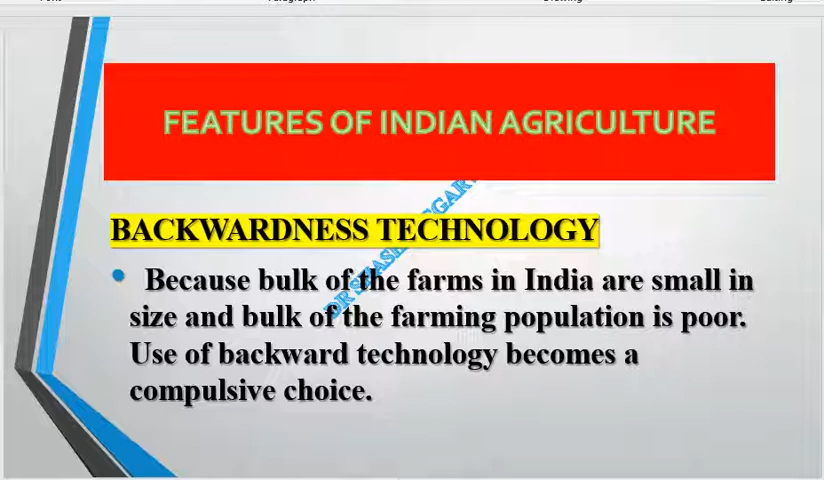 FEATURES OF INDIAN AGRICULTURE
BACKWARDNESS TECHNOLOGY
• Because bulk of the farms in India are small in
size and bulk of the farming population is poor.
Use of backward technology becomes a
compulsive choice.
DR